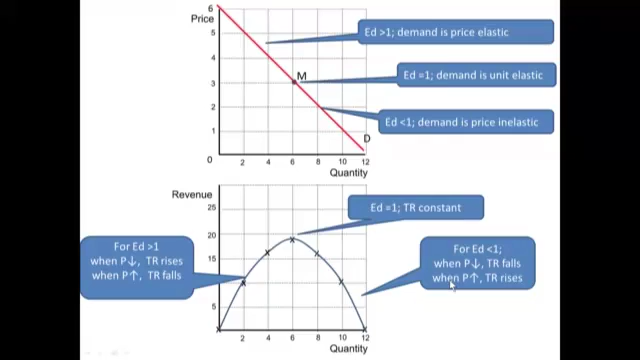 6
Price
5
4
3
2
1
0
2
4
6
8
10
12
Quantity
M
D
Ed >1; demand is price elastic
Ed =1; demand is unit elastic
Ed <1; demand is price inelastic
Revenue
25
20
15
10
5
2
4
6
8
10
12
Quantity
Ed =1; TR constant
For Ed >1
when P↓, TR rises
when P↑, TR falls
For Ed <1;
when P↓, TR falls
when P↑, TR rises